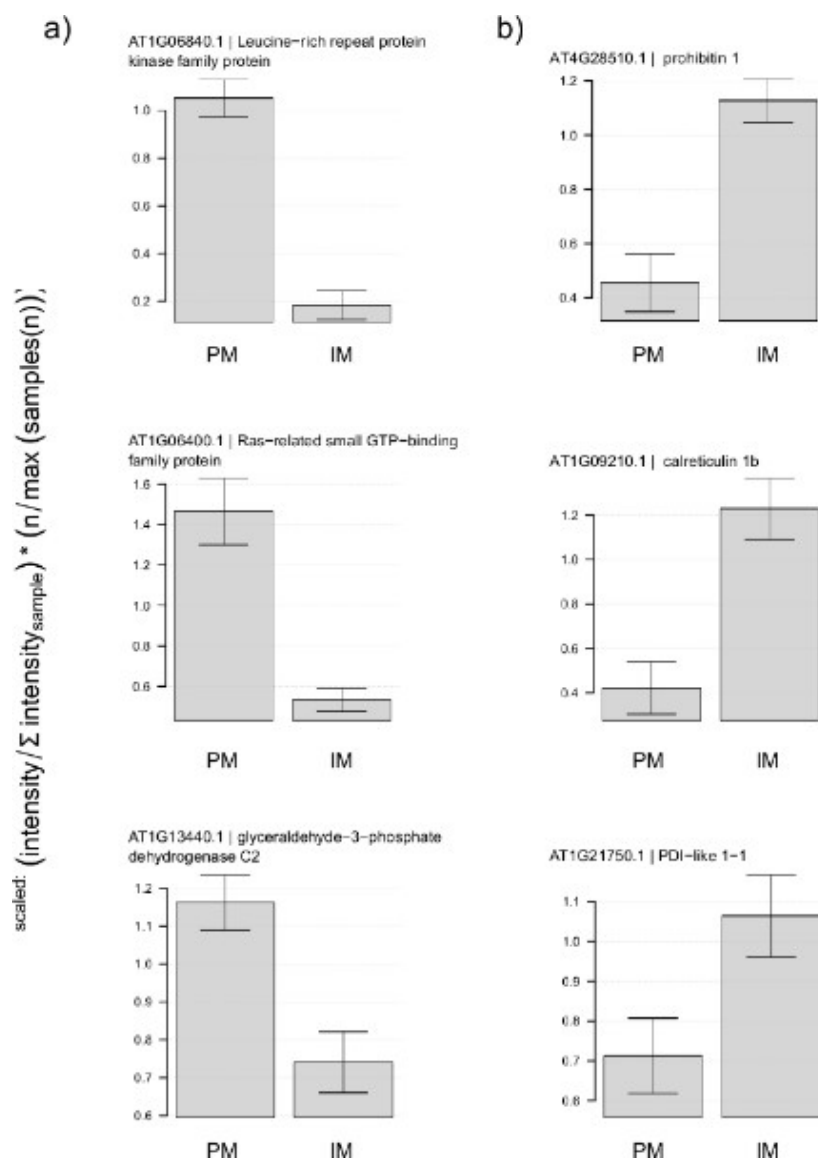 a)
b)
scaled: (intensity/Σ intensitysample) * (n/max (samples(n)))
AT1G06840.1 | Leucine-rich repeat protein
kinase family protein
1.0
0.8
0.6
0.4
0.2
PM IM
AT4G28510.1 | prohibitin 1
1.2
1.0
0.8
0.6
0.4
PM IM
AT1G06400.1 | Ras-related small GTP-binding
family protein
1.6
1.4
1.2
1.0
0.8
0.6
PM IM
AT1G09210.1 | calreticulin 1b
1.2
1.0
0.8
0.6
0.4
PM IM
AT1G13440.1 | glyceraldehyde-3-phosphate
dehydrogenase C2
1.2
1.1
1.0
0.9
0.8
0.7
0.6
PM IM
AT1G21750.1 | PDI-like 1-1
1.1
1.0
0.9
0.8
0.7
0.6
PM IM